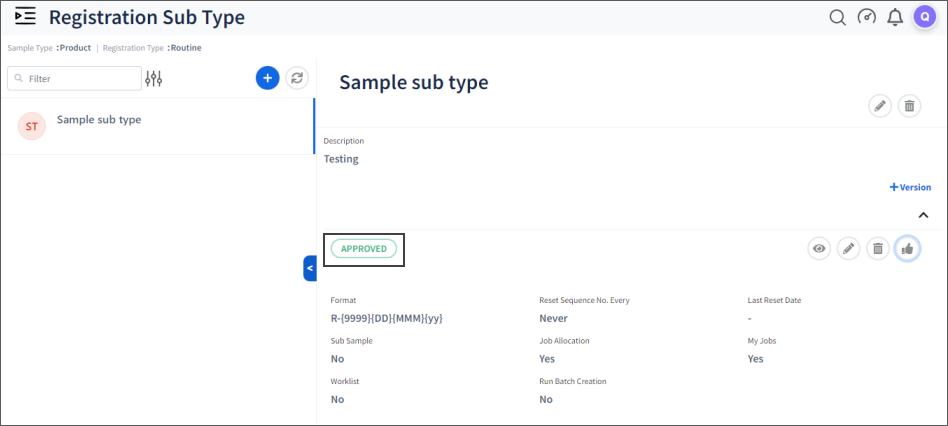 Registration Sub Type
Q
Sample Type :Product | Registration Type :Routine
Filter
ST
Sample sub type
Sample sub type
Description
Testing
+Version
<
APPROVED
Format
Reset Sequence No. Every
Last Reset Date
R-{9999}{DD}{MMM}{yy}
Never
-
Sub Sample
Job Allocation
My Jobs
No
Yes
Yes
Worklist
Run Batch Creation
No
No